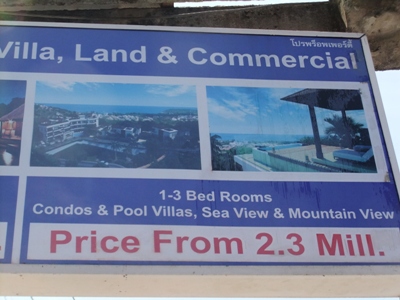 โปรพร็อพเพอร์ตี้
Villa, Land & Commercial
1-3 Bed Rooms
Condos & Pool Villas, Sea View & Mountain View
Price From 2.3 Mill.